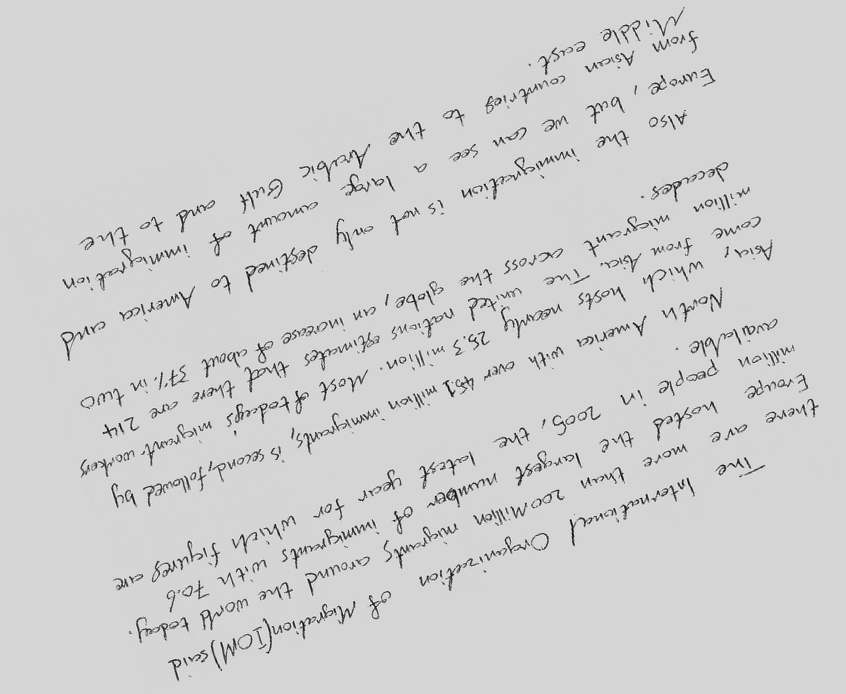 The International Organization of Migration(IOM) said
there are more than 200 Million migrants around the world today.
Eroupe hosted the largest number of immigrants with 70.6
million people in 2005, the latest year for which figures are
available.
North America with over 45.1 million immigrants, is second, followed by
Asia, which hosts nearly 25.3 million. Most of today's migrant workers
come from Asia. The united nations estimates that there are 214
million migrant across the globe, an increase of about 37% in two
decades.
Also the immigration is not only destined to America and
Europe, but we can see a large amount of immigration
from Asian countries to the Arabic Gulf and to the
Middle east.